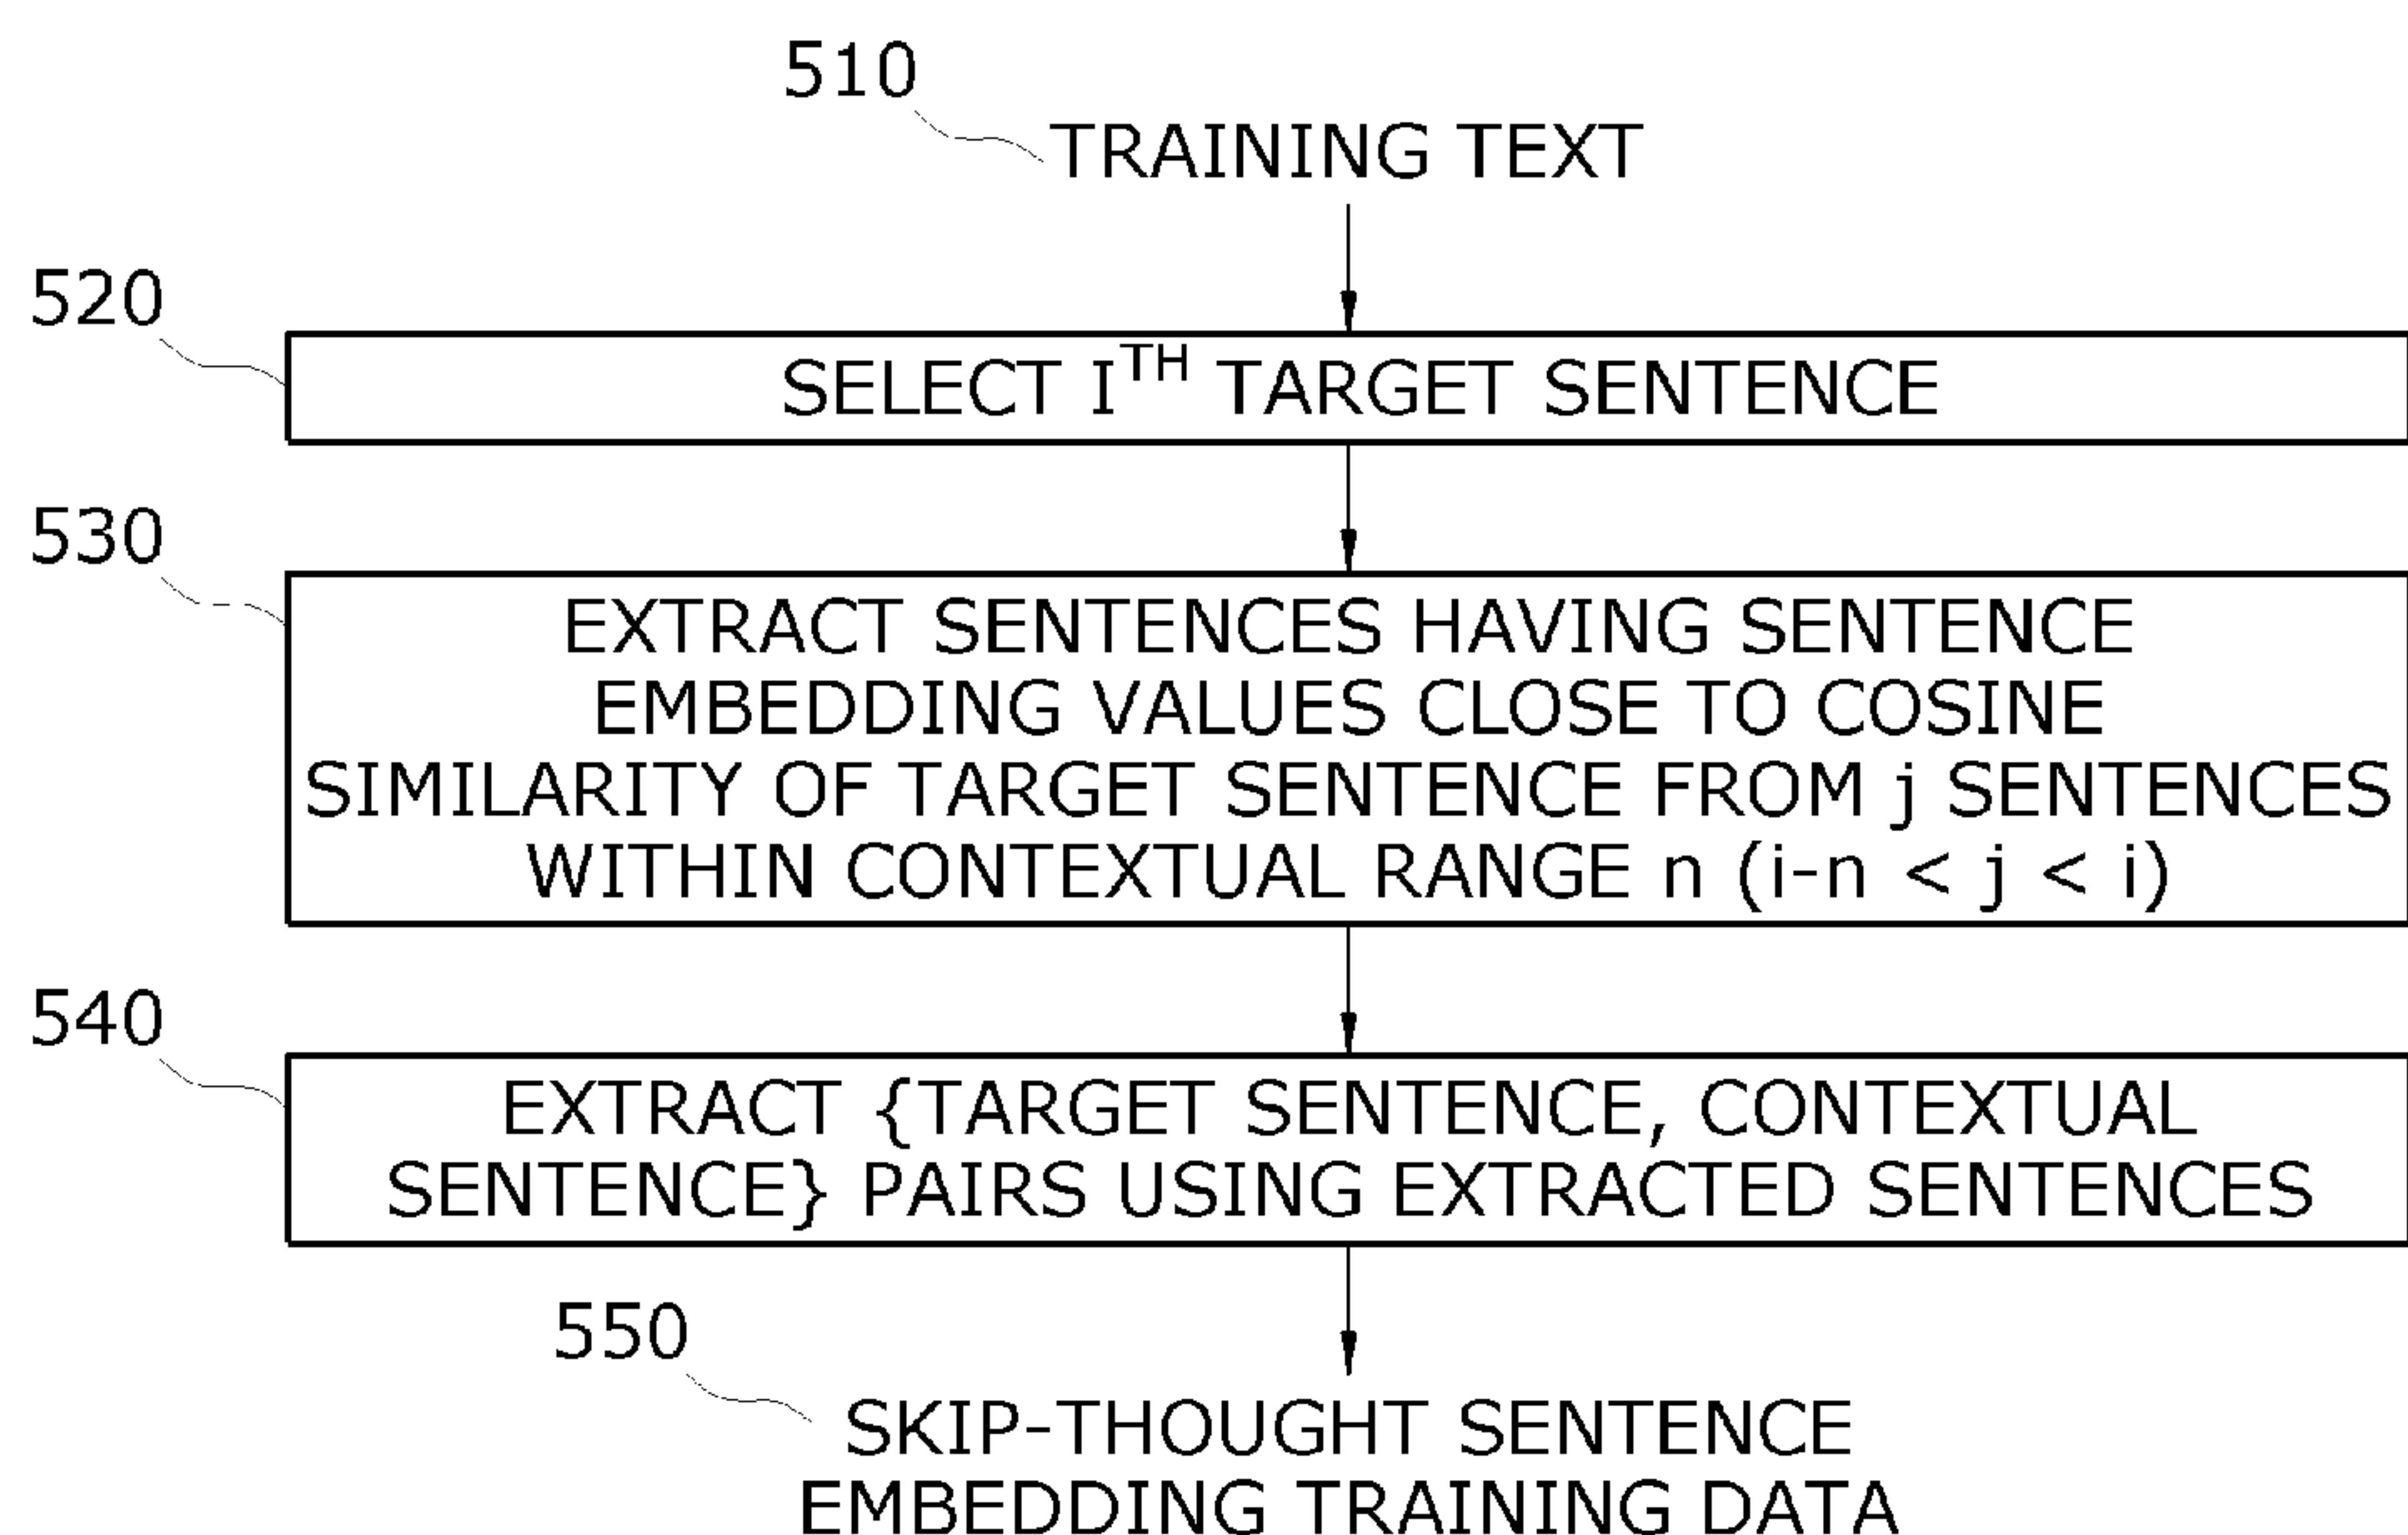 510
TRAINING TEXT
520
SELECT I^TH TARGET SENTENCE
530
EXTRACT SENTENCES HAVING SENTENCE
EMBEDDING VALUES CLOSE TO COSINE
SIMILARITY OF TARGET SENTENCE FROM j SENTENCES
WITHIN CONTEXTUAL RANGE n (i-n < j < i)
540
EXTRACT {TARGET SENTENCE, CONTEXTUAL
SENTENCE} PAIRS USING EXTRACTED SENTENCES
550
SKIP-THOUGHT SENTENCE
EMBEDDING TRAINING DATA